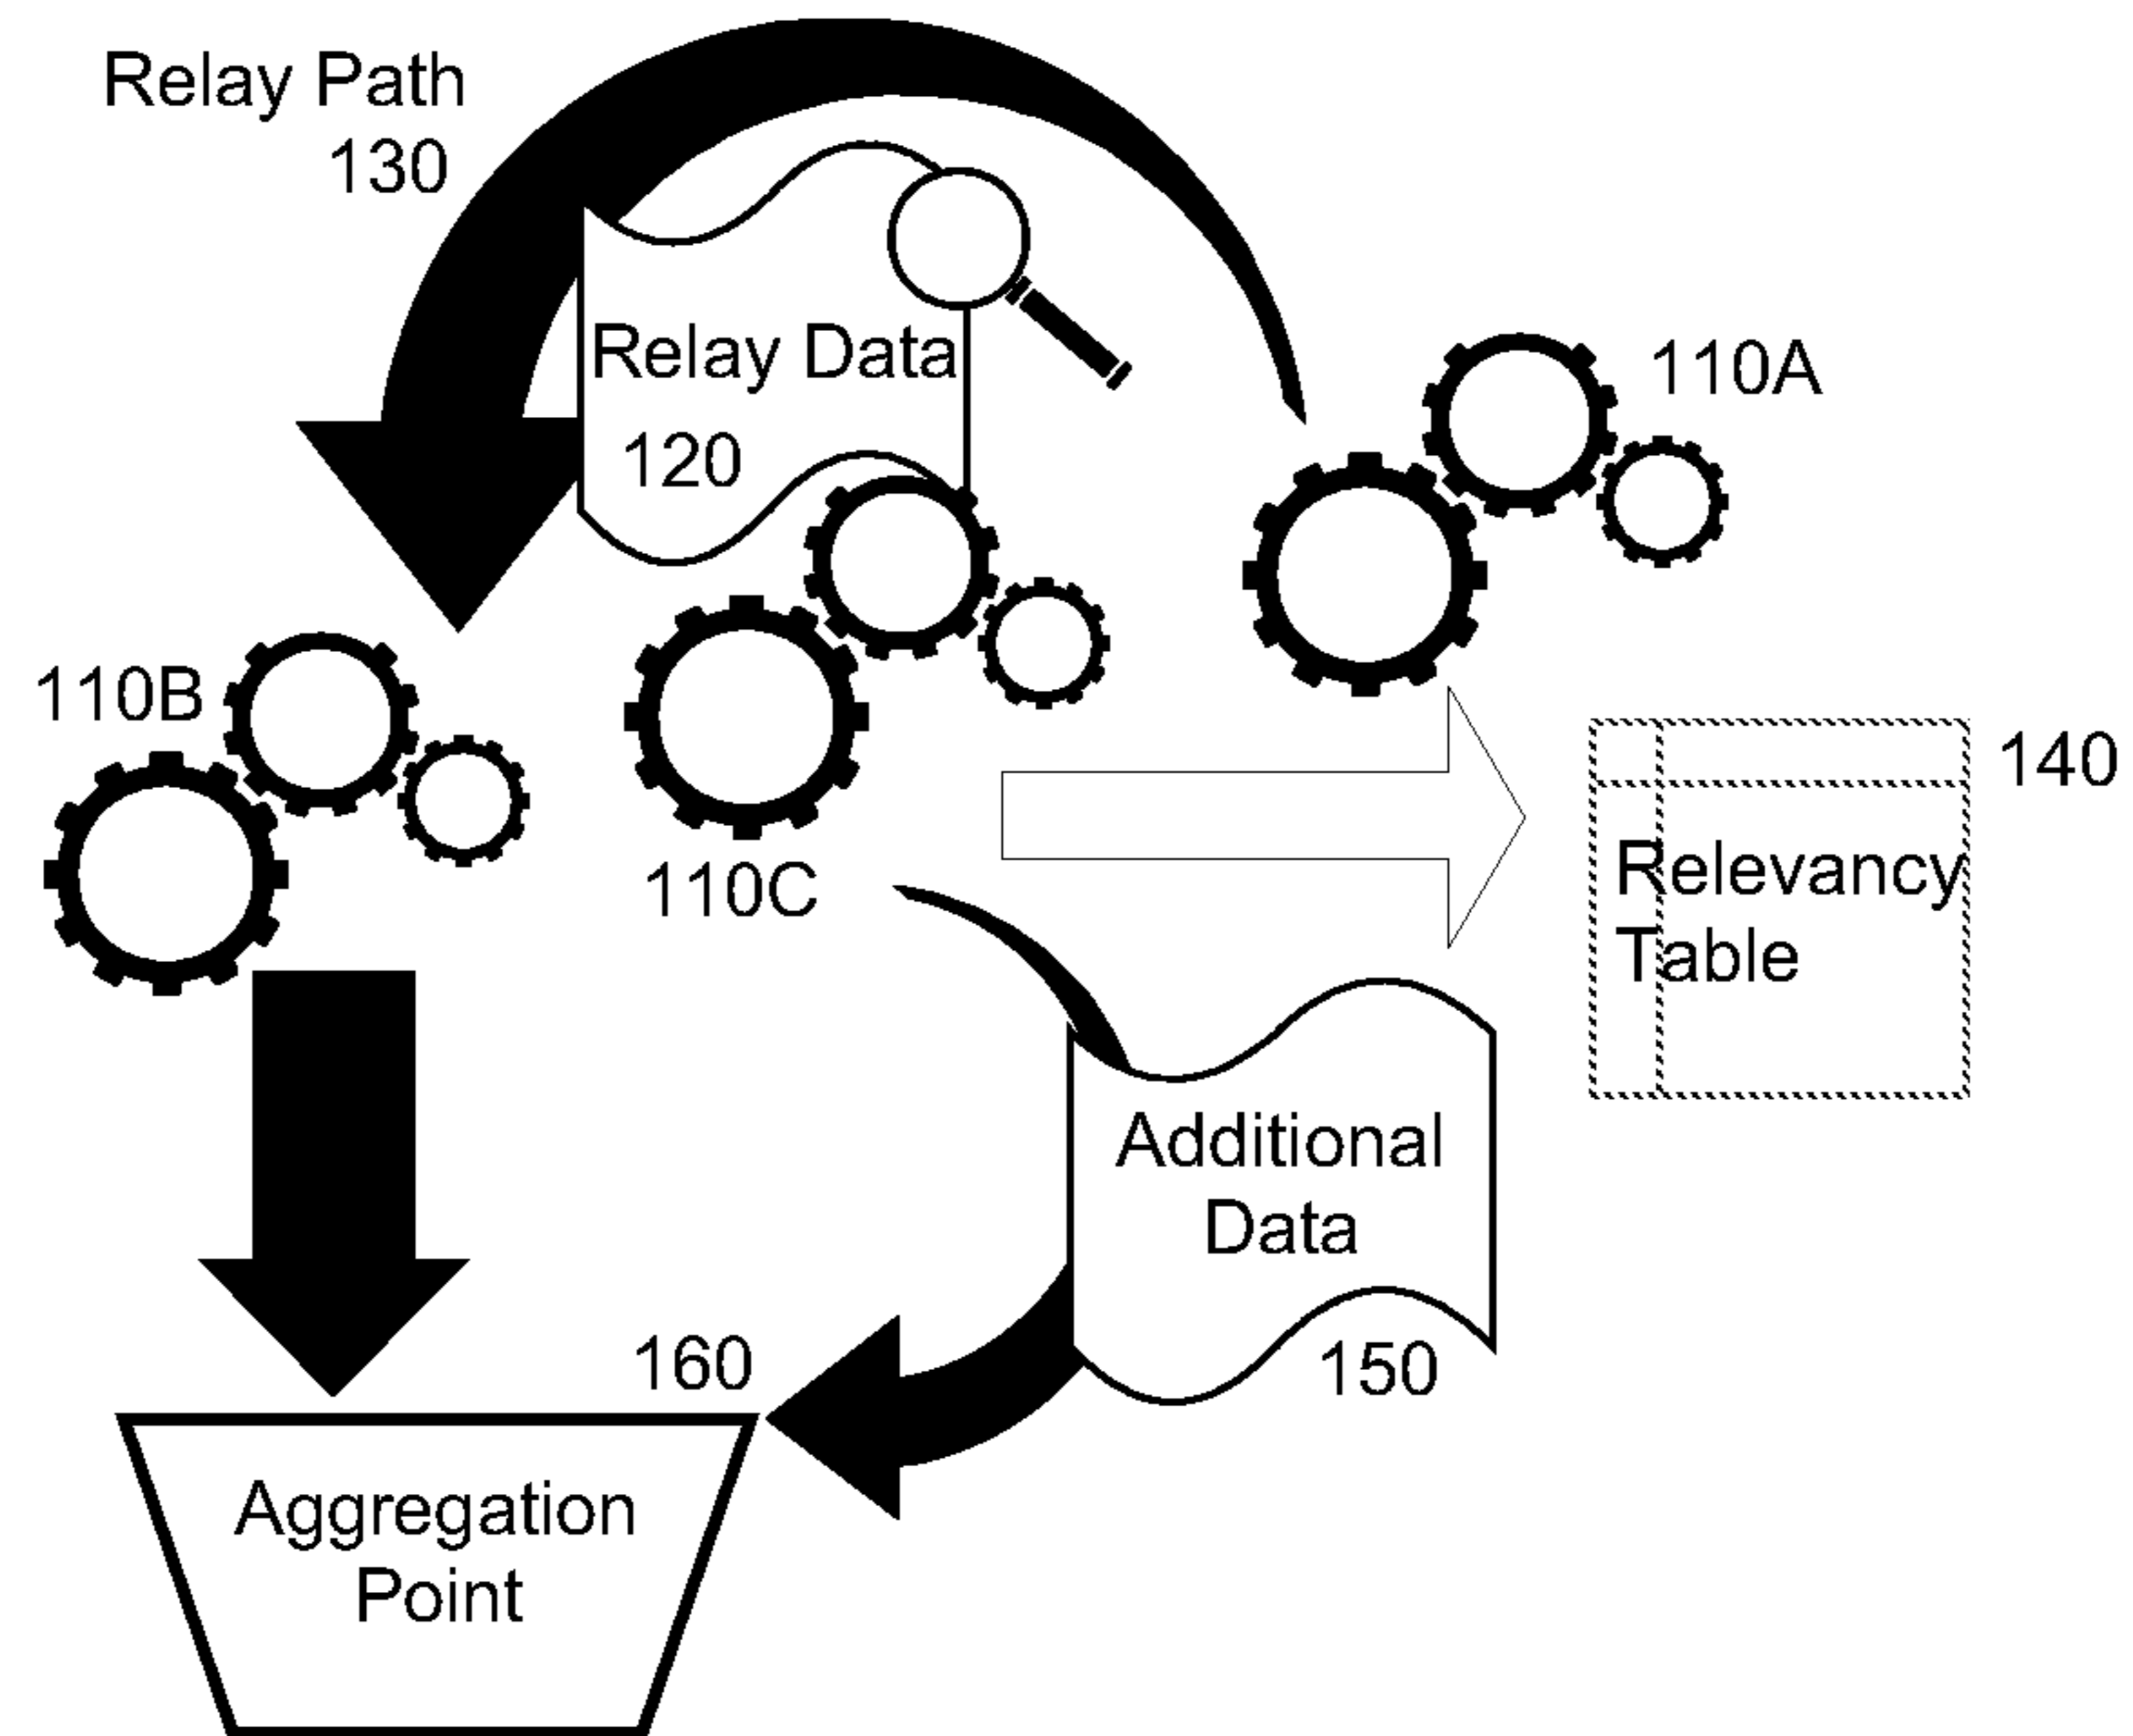 Relay Path
130
Relay Data
120
110A
110B
110C
140
Relevancy
Table
Additional
Data
150
160
Aggregation
Point